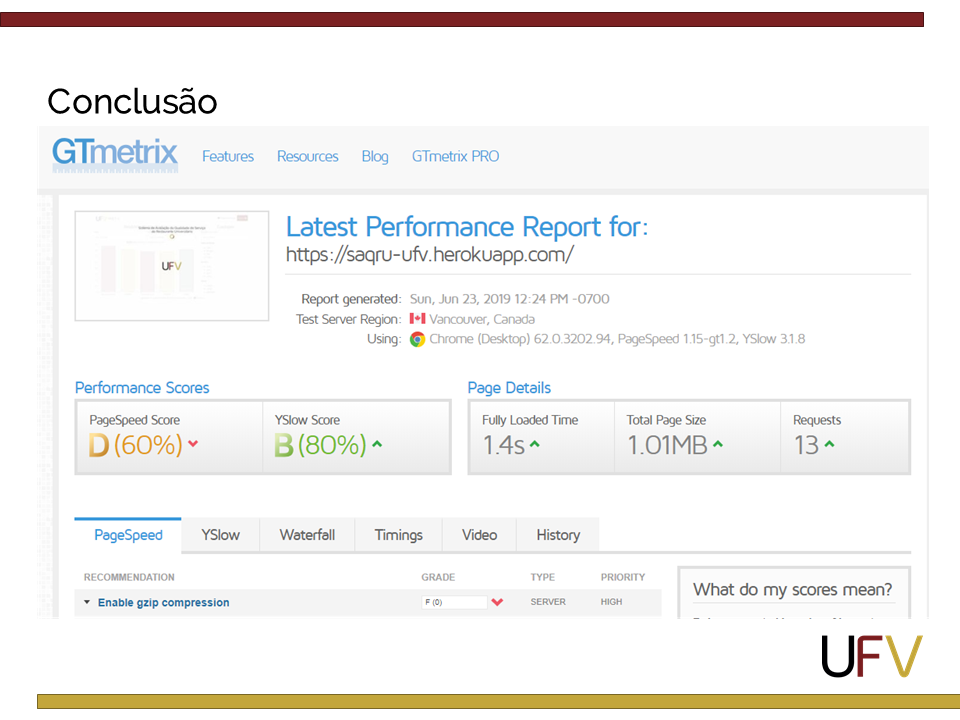 Conclusão
GTmetrix Features Resources Blog GTmetrix PRO
Latest Performance Report for:
https://saqru-ufv.herokuapp.com/
UFV
Report generated: Sun, Jun 23, 2019 12:24 PM -0700
Test Server Region: Vancouver, Canada
Using: Chrome (Desktop) 62.0.3202.94, PageSpeed 1.15-gt1.2, YSlow 3.1.8
Performance Scores Page Details
PageSpeed Score YSlow Score Fully Loaded Time Total Page Size Requests
D (60%) B (80%) 1.4s 1.01MB 13
PageSpeed YSlow Waterfall Timings Video History
RECOMMENDATION GRADE TYPE PRIORITY
What do my scores mean?
Enable gzip compression F (0) SERVER HIGH
UFV